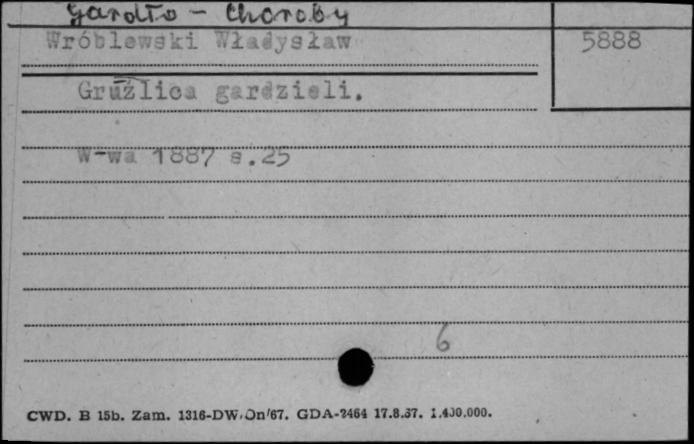 Gardło - Choroby
Wróblewski Władysław
5888
Gruźlica gardzieli.
W-wa 1887 s.25
6
CWD. B 15b. Zam. 1316-DW/On/67. GDA-2464 17.8.67. 1.400.000.